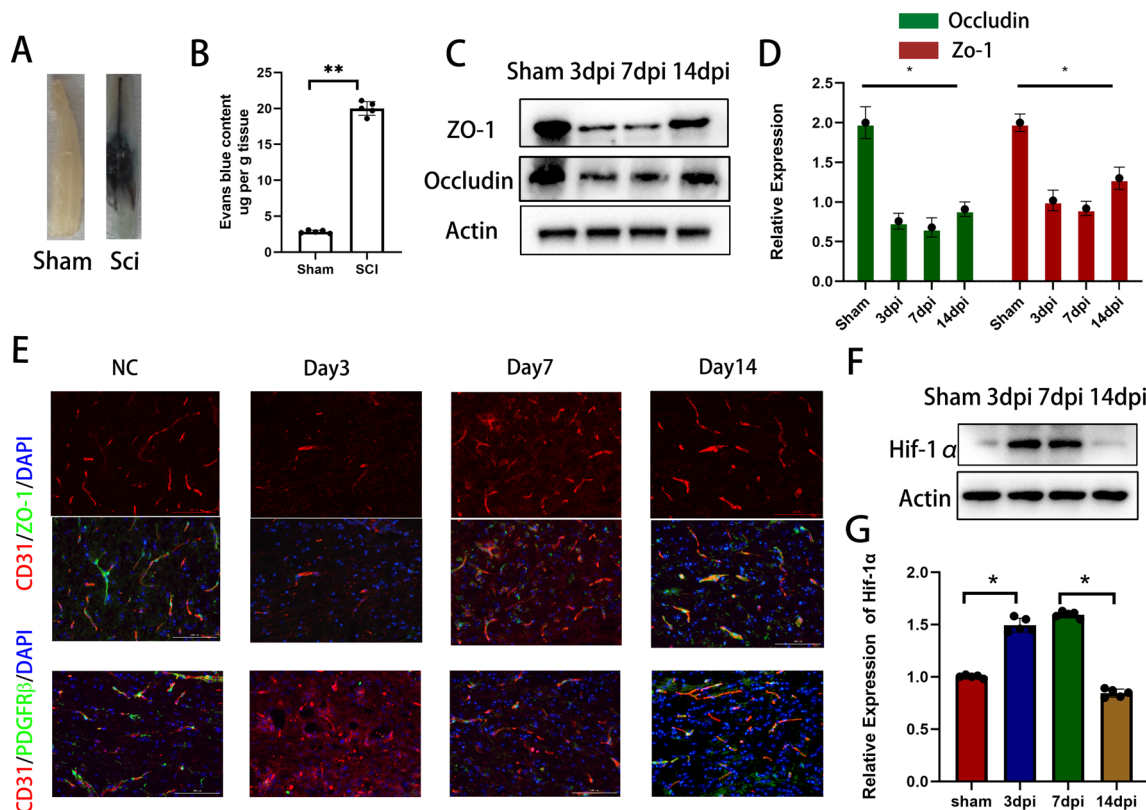 Occludin
Zo-1
A
Sham
Sci
B
**
Evans blue content
ug per g tissue
25
20
15
10
5
0
Sham
SCI
C
Sham 3dpi 7dpi 14dpi
ZO-1
Occludin
Actin
D
*
*
Relative Expression
2.0
1.5
1.0
0.5
0.0
Sham
3dpi
7dpi
14dpi
Sham
3dpi
7dpi
14dpi
E
NC
Day3
Day7
Day14
CD31/ZO-1/DAPI
CD31/PDGFRβ/DAPI
F
Sham 3dpi 7dpi 14dpi
Hif-1α
Actin
G
*
*
Relative Expression of Hif-1α
2.0
1.5
1.0
0.5
0.0
sham
3dpi
7dpi
14dpi